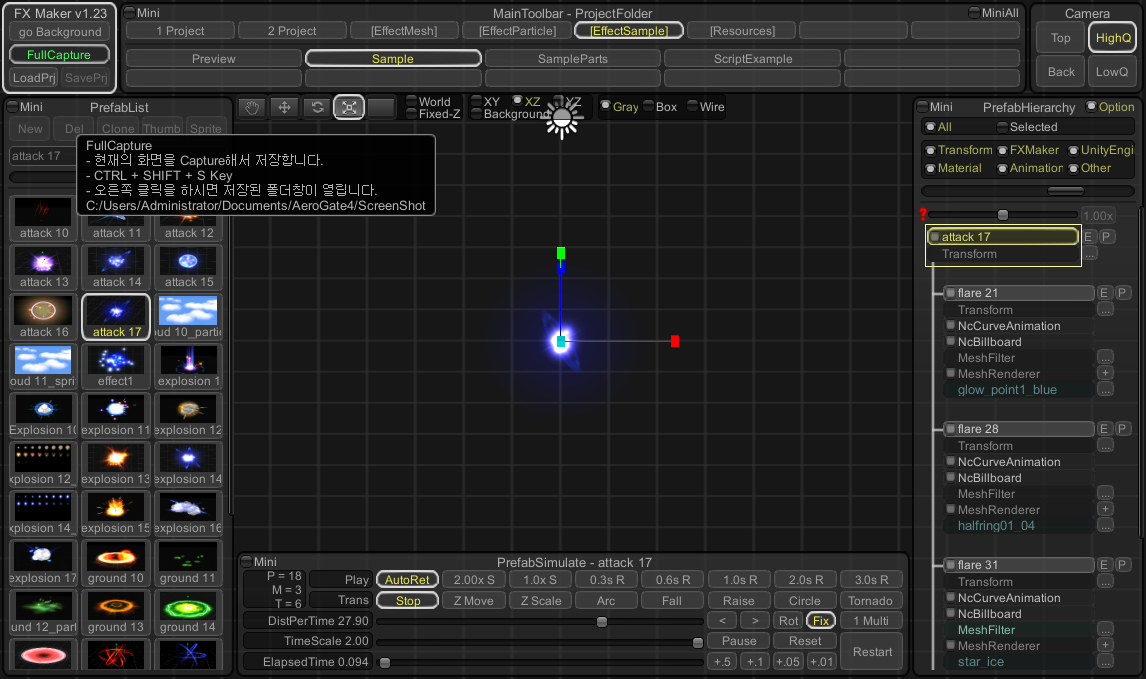 FX Maker v1.23
go Background
FullCapture
LoadPrj SavePrj
Mini MainToolbar - ProjectFolder MiniAll
1 Project 2 Project [EffectMesh] [EffectParticle] [EffectSample] [Resources]
Preview Sample SampleParts ScriptExample
Camera
Top HighQ
Back LowQ
Mini PrefabList
New Del Clone Thumb Sprite
attack 17
FullCapture
- 현재의 화면을 Capture해서 저장합니다.
- CTRL + SHIFT + S Key
- 오른쪽 클릭을 하시면 저장된 폴더창이 열립니다.
C:/Users/Administrator/Documents/AeroGate4/ScreenShot
attack 10 attack 11 attack 12
attack 13 attack 14 attack 15
attack 16 attack 17 oud 10_partic
oud 11_spri effect1 explosion 1
Explosion 10 explosion 11 explosion 12
explosion 12_ explosion 13 explosion 14
xplosion 14_ explosion 15 explosion 16
explosion 17 ground 10 ground 11
und 12_part ground 13 ground 14
World XY XZ YZ Gray Box Wire
Fixed-Z Background
Mini PrefabSimulate - attack 17
P = 18 Play AutoRet 2.00x S 1.0x S 0.3s R 0.6s R 1.0s R 2.0s R 3.0s R
M = 3
T = 6 Trans Stop Z Move Z Scale Arc Fall Raise Circle Tornado
DistPerTime 27.90 < > Rot Fix 1 Multi
TimeScale 2.00 Pause Reset Restart
ElapsedTime 0.094 +.5 +.1 +.05 +.01
Mini PrefabHierarchy Option
All Selected
Transform FXMaker UnityEngi
Material Animation Other
? 1.00x
attack 17 E P
Transform ...
flare 21 E P
Transform ...
NcCurveAnimation
NcBillboard
MeshFilter ...
MeshRenderer +
glow_point1_blue ...
flare 28 E P
Transform ...
NcCurveAnimation
NcBillboard
MeshFilter ...
MeshRenderer +
halfring01_04 ...
flare 31 E P
Transform ...
NcCurveAnimation
NcBillboard
MeshFilter ...
MeshRenderer +
star_ice ...